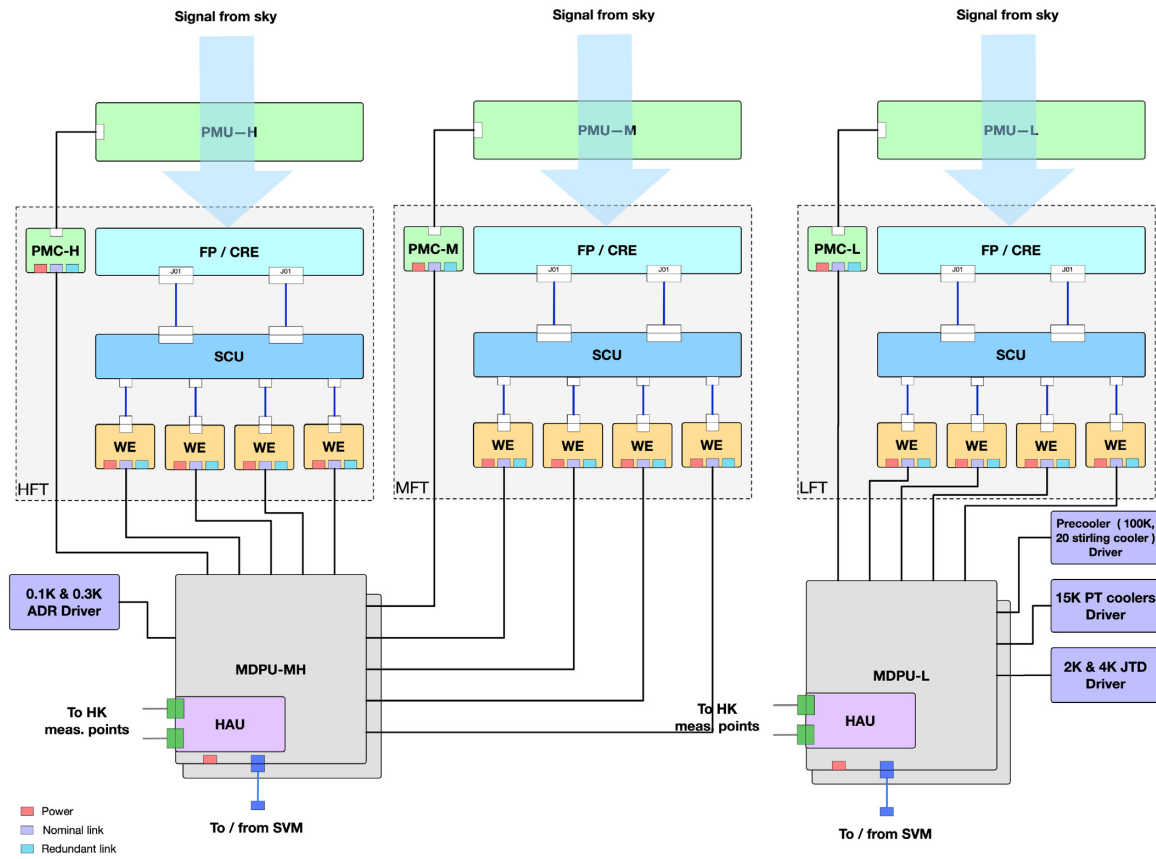 Signal from sky
Signal from sky
Signal from sky
PMU–H
PMU–M
PMU–L
PMC-H
FP / CRE
PMC-M
FP / CRE
PMC-L
FP / CRE
J01
J01
J01
J01
J01
J01
SCU
SCU
SCU
WE
WE
WE
WE
WE
WE
WE
WE
WE
WE
WE
WE
HFT
MFT
LFT
Precooler ( 100K,
20 stirling cooler )
Driver
0.1K & 0.3K
ADR Driver
15K PT coolers
Driver
MDPU-MH
MDPU-L
2K & 4K JTD
Driver
To HK
meas. points
HAU
To HK
meas. points
HAU
Power
Nominal link
Redundant link
To / from SVM
To / from SVM